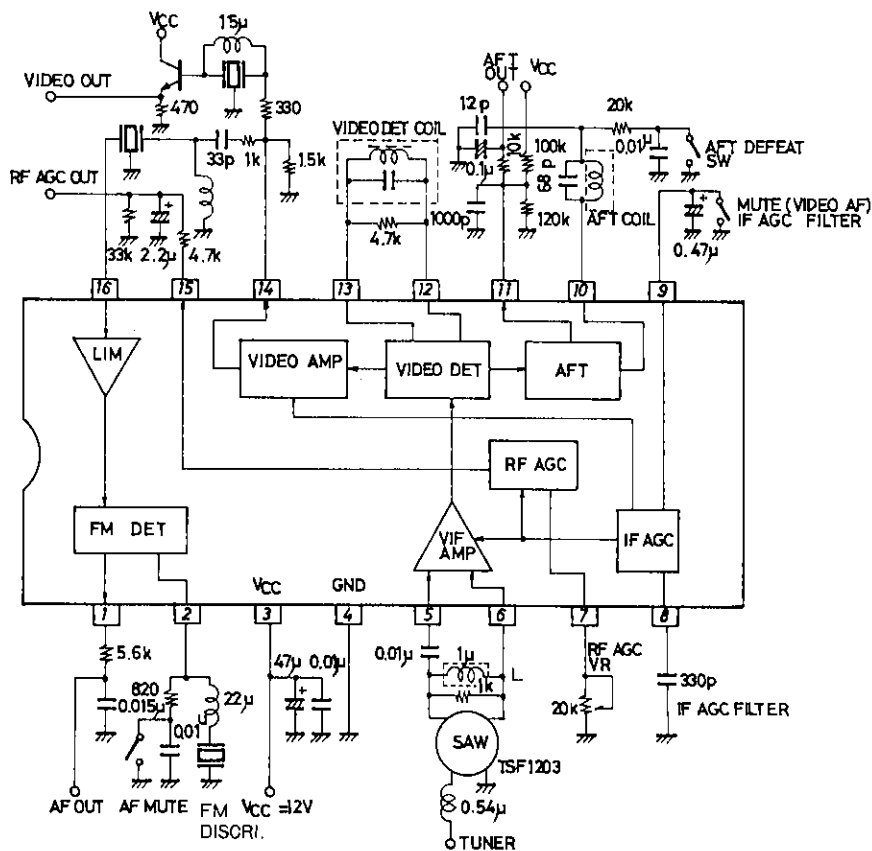 VCC
15μ
VIDEO OUT
470
330
33p
1k
1.5k
RF AGC OUT
33k
2.2μ
4.7k
VIDEO DET COIL
4.7k
AFT OUT
VCC
12p
0.1μ
10k
100k
1000p
120k
68p
AFT COIL
20k
0.01μ
AFT DEFEAT SW
MUTE (VIDEO AF)
IF AGC FILTER
0.47μ
16 15 14 13 12 11 10 9
LIM
VIDEO AMP
VIDEO DET
AFT
RF AGC
FM DET
VIF AMP
IF AGC
VCC
GND
1 2 3 4 5 6 7 8
5.6k
0.015μ
AF OUT
820
0.01μ
AF MUTE
22μ
FM DISCRI.
47μ
0.01μ
VCC=12V
0.01μ
1μ
L
1k
SAW
TSF1203
0.54μ
TUNER
RF AGC VR
20k
330p
IF AGC FILTER